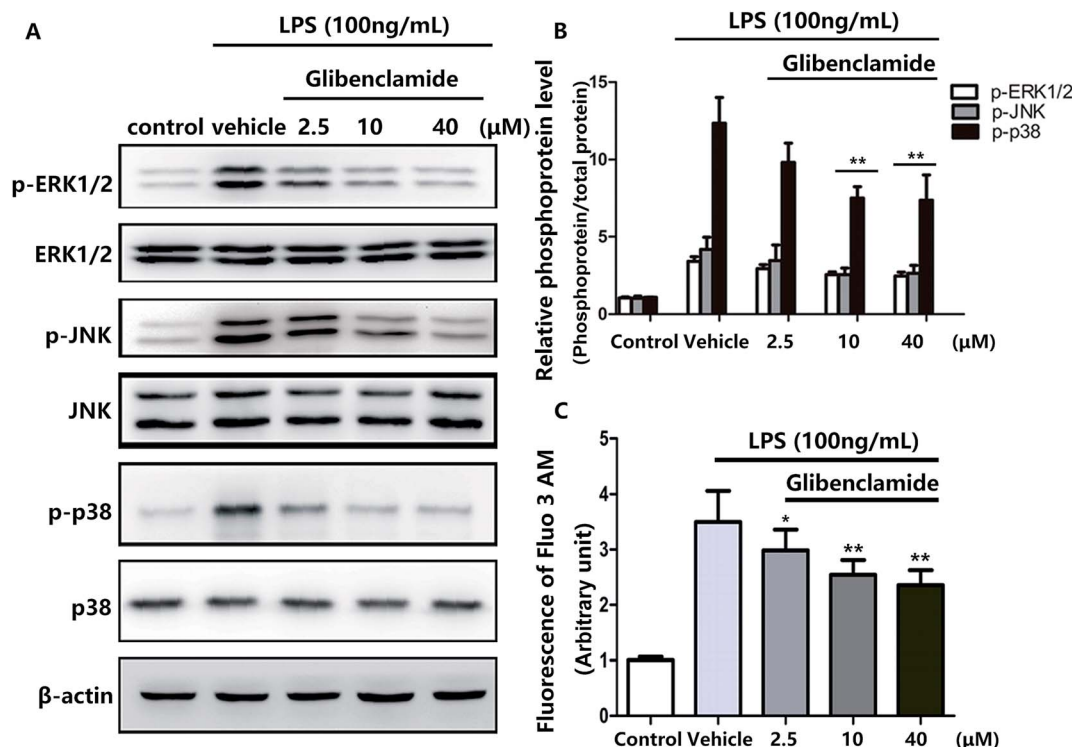 A
LPS (100ng/mL)
Glibenclamide
control vehicle 2.5 10 40 (μM)
p-ERK1/2
ERK1/2
p-JNK
JNK
p-p38
p38
β-actin
B
LPS (100ng/mL)
Glibenclamide
p-ERK1/2
p-JNK
p-p38
Relative phosphoprotein level
(Phosphoprotein/total protein)
15
10
5
0
** **
Control Vehicle 2.5 10 40 (μM)
C
LPS (100ng/mL)
Glibenclamide
Fluorescence of Fluo 3 AM
(Arbitrary unit)
5
4
3
2
1
0
* ** **
Control Vehicle 2.5 10 40 (μM)